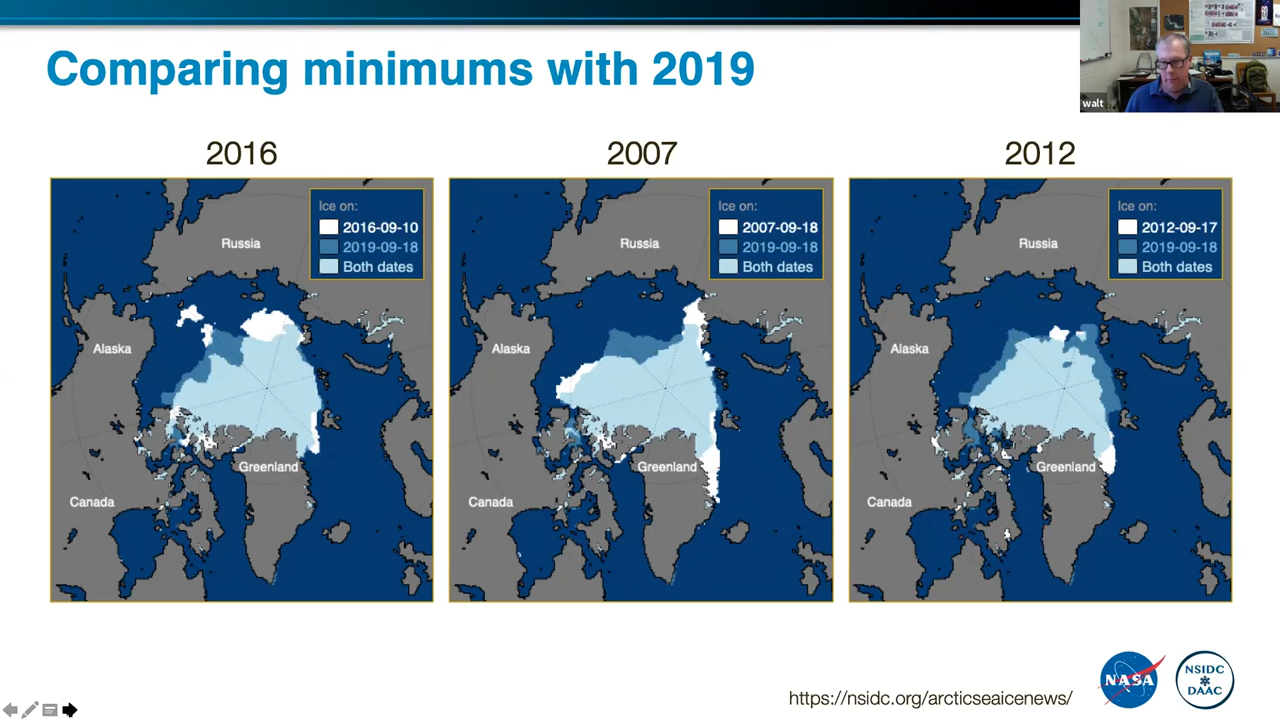 Comparing minimums with 2019
walt
2016
2007
2012
Ice on:
2016-09-10
2019-09-18
Both dates
Russia
Alaska
Greenland
Canada
Ice on:
2007-09-18
2019-09-18
Both dates
Russia
Alaska
Greenland
Canada
Ice on:
2012-09-17
2019-09-18
Both dates
Russia
Alaska
Greenland
Canada
https://nsidc.org/arcticseaicenews/
NASA
NSIDC
DAAC